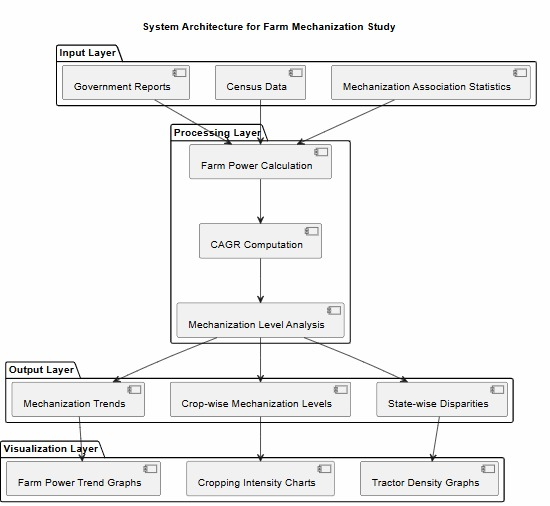 System Architecture for Farm Mechanization Study
Input Layer
Government Reports
Census Data
Mechanization Association Statistics
Processing Layer
Farm Power Calculation
CAGR Computation
Mechanization Level Analysis
Output Layer
Mechanization Trends
Crop-wise Mechanization Levels
State-wise Disparities
Visualization Layer
Farm Power Trend Graphs
Cropping Intensity Charts
Tractor Density Graphs